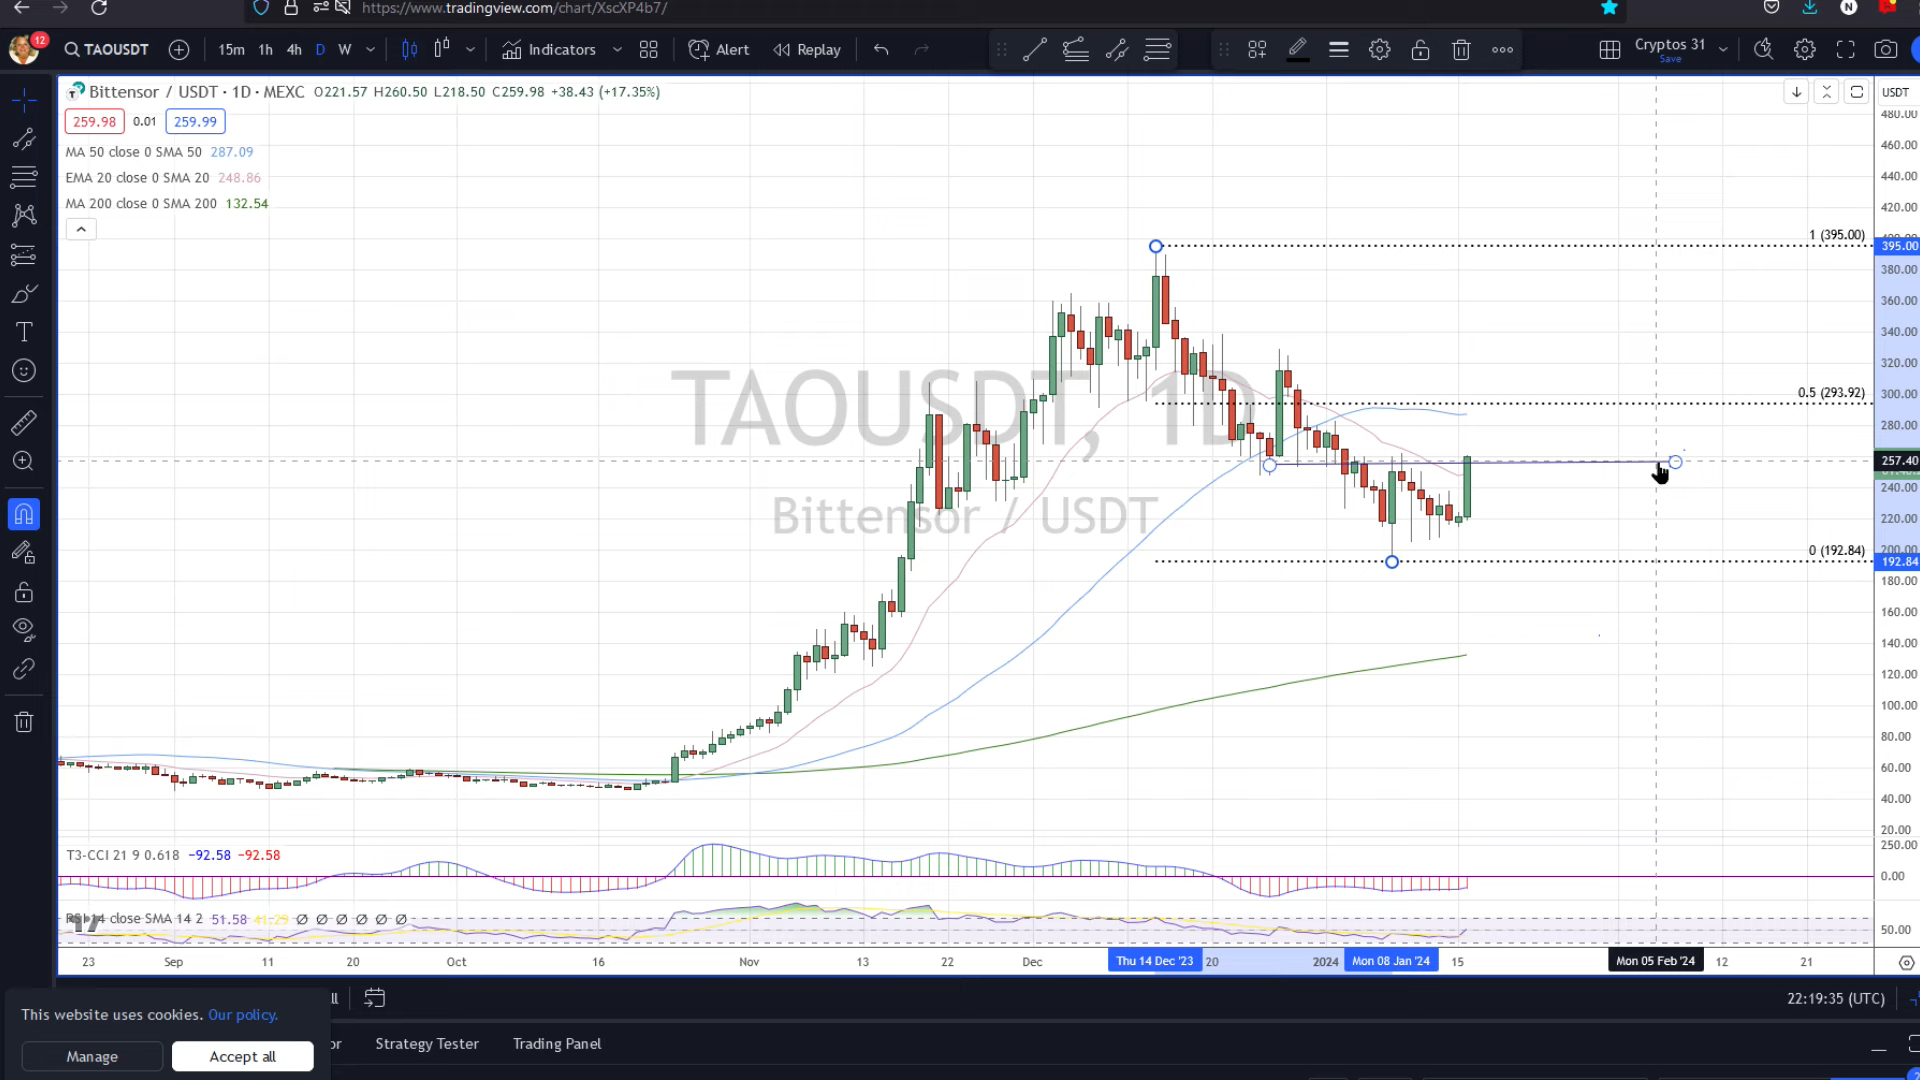 https://www.tradingview.com/chart/XscXP4b7/
12
TAOUSDT
15m 1h 4h D W
Indicators
Alert
Replay
Cryptos 31
Save
Bittensor / USDT · 1D · MEXC O221.57 H260.50 L218.50 C259.98 +38.43 (+17.35%)
USDT
259.98 0.01 259.99
MA 50 close 0 SMA 50 287.09
EMA 20 close 0 SMA 20 248.86
MA 200 close 0 SMA 200 132.54
TAOUSDT, 1D
Bittensor / USDT
1 (395.00)
0.5 (293.92)
0 (192.84)
480.00
460.00
440.00
420.00
395.00
380.00
360.00
340.00
320.00
300.00
280.00
257.40
240.00
220.00
200.00
192.84
180.00
160.00
140.00
120.00
100.00
80.00
60.00
40.00
20.00
250.00
0.00
50.00
T3-CCI 21 9 0.618 −92.58 −92.58
RSI 14 close SMA 14 2 51.58 41.29 Ø Ø Ø Ø Ø Ø
23 Sep 11 20 Oct 16 Nov 13 22 Dec Thu 14 Dec '23 20 2024 Mon 08 Jan '24 15 Mon 05 Feb '24 12 21
22:19:35 (UTC)
This website uses cookies. Our policy.
Manage
Accept all
Strategy Tester
Trading Panel